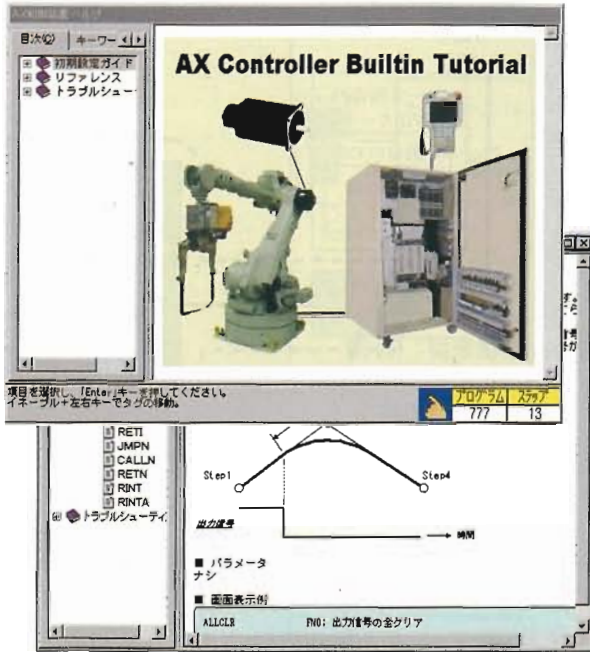 目次(C)
キーワー
初期設定ガイド
リファレンス
トラブルシュー
AX Controller Builtin Tutorial
項目を選択し、「Enter」キーを押してください。
イネーブル+左右キーでタグの移動。
プログラム ステップ
777 13
RETI
JMPN
CALLN
RETN
RINT
RINTA
トラブルシューティ
Step1
Step4
出力信号
時間
■ パラメータ
ナシ
■ 画面表示例
ALLCLR FN0; 出力信号の全クリア